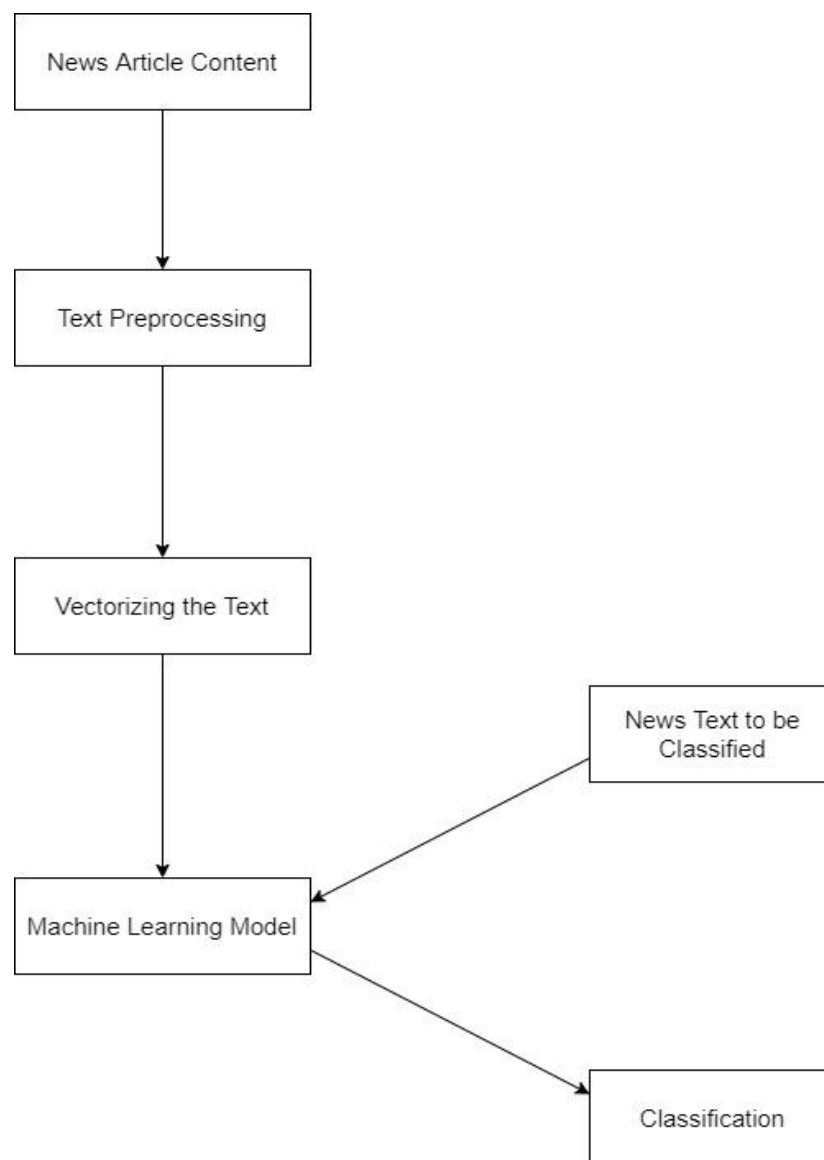 News Article Content
Text Preprocessing
Vectorizing the Text
News Text to be
Classified
Machine Learning Model
Classification